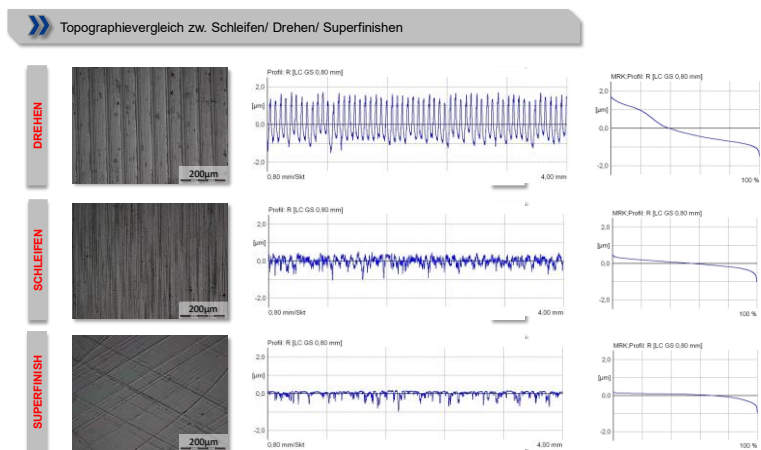 Topographievergleich zw. Schleifen/ Drehen/ Superfinishen
DREHEN
200µm
Profil: R [LC GS 0,80 mm]
2,0
[µm]
0,0
-2,0
0,80 mm/Skt
4,00 mm
MRK;Profil: R [LC GS 0,80 mm]
2,0
[µm]
0,0
-2,0
100 %
SCHLEIFEN
200µm
Profil: R [LC GS 0,80 mm]
2,0
[µm]
0,0
-2,0
0,80 mm/Skt
4,00 mm
MRK;Profil: R [LC GS 0,80 mm]
2,0
[µm]
0,0
-2,0
100 %
SUPERFINISH
200µm
Profil: R [LC GS 0,80 mm]
2,0
[µm]
0,0
-2,0
0,80 mm/Skt
4,00 mm
MRK;Profil: R [LC GS 0,80 mm]
2,0
[µm]
0,0
-2,0
100 %